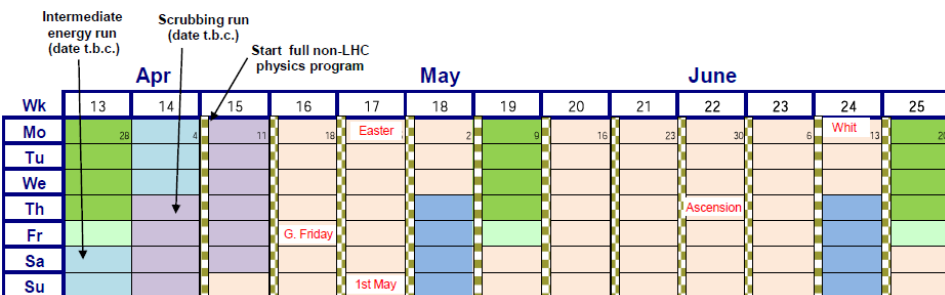 Intermediate
energy run
(date t.b.c.)
Scrubbing run
(date t.b.c.)
Start full non-LHC
physics program
Apr May June
Wk 13 14 15 16 17 18 19 20 21 22 23 24 25
Mo 28 4 11 18 Easter 2 9 16 23 30 6 Whit 13 20
Tu
We
Th Ascension
Fr G. Friday
Sa
Su 1st May